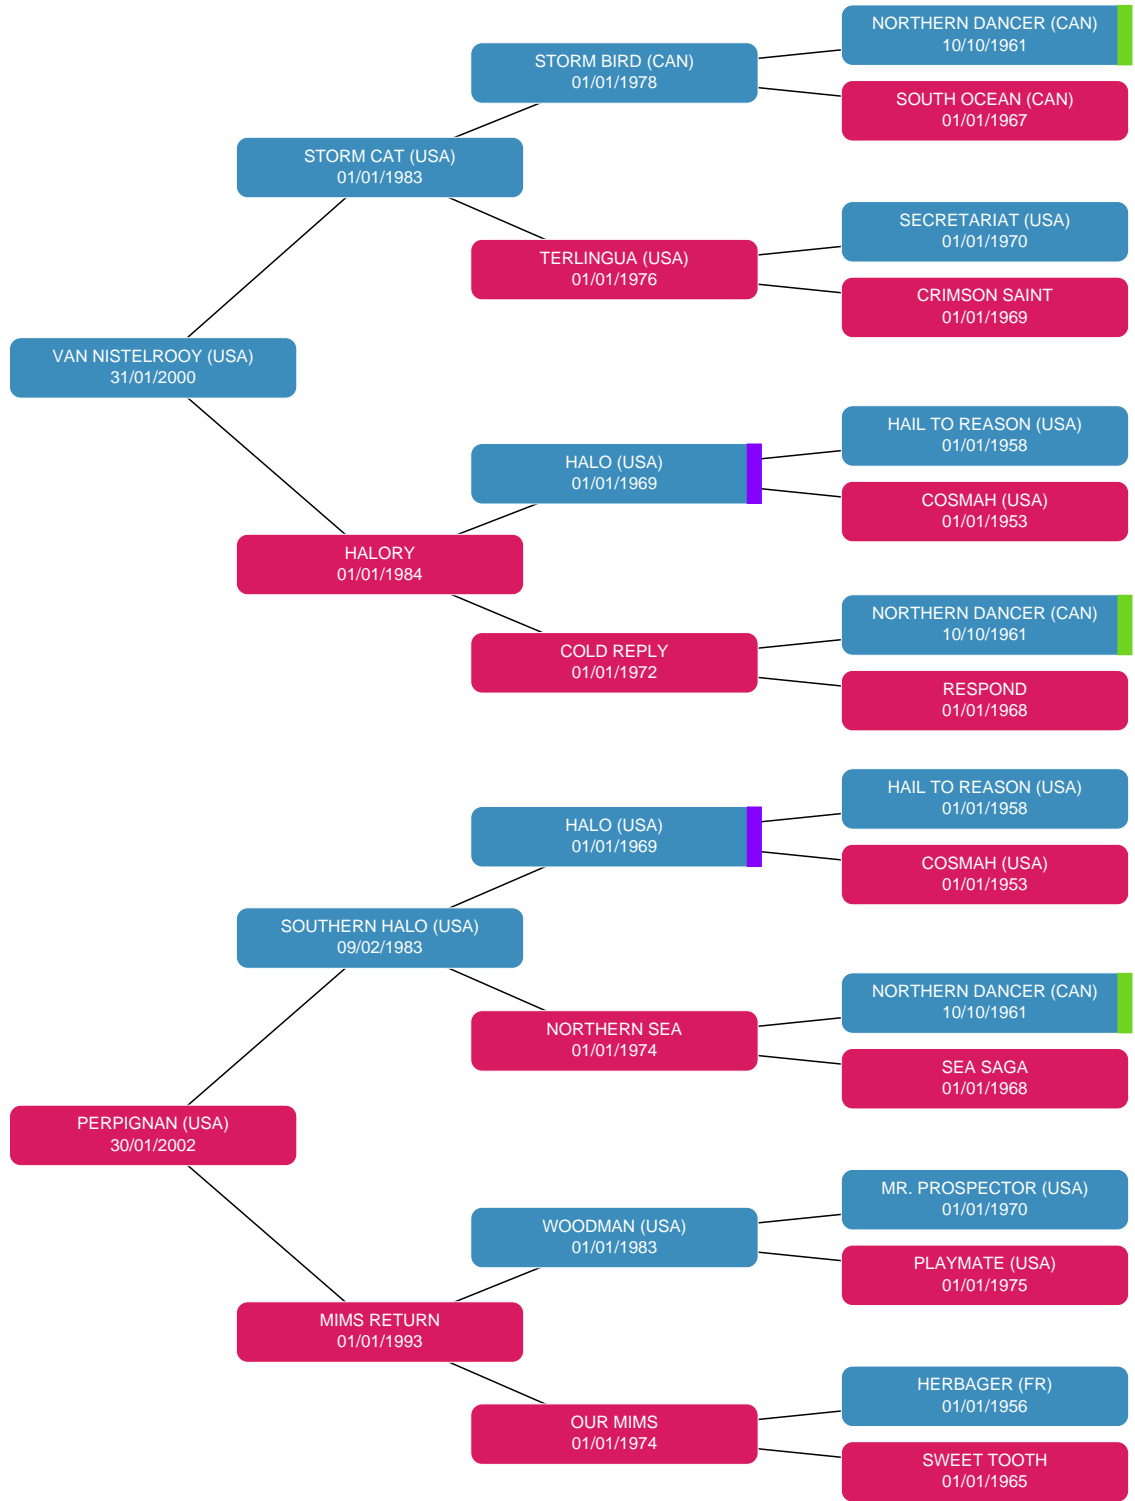 NORTHERN DANCER (CAN)
10/10/1961
STORM BIRD (CAN)
01/01/1978
SOUTH OCEAN (CAN)
01/01/1967
STORM CAT (USA)
01/01/1983
SECRETARIAT (USA)
01/01/1970
TERLINGUA (USA)
01/01/1976
CRIMSON SAINT
01/01/1969
VAN NISTELROOY (USA)
31/01/2000
HAIL TO REASON (USA)
01/01/1958
HALO (USA)
01/01/1969
COSMAH (USA)
01/01/1953
HALORY
01/01/1984
NORTHERN DANCER (CAN)
10/10/1961
COLD REPLY
01/01/1972
RESPOND
01/01/1968
HAIL TO REASON (USA)
01/01/1958
HALO (USA)
01/01/1969
COSMAH (USA)
01/01/1953
SOUTHERN HALO (USA)
09/02/1983
NORTHERN DANCER (CAN)
10/10/1961
NORTHERN SEA
01/01/1974
SEA SAGA
01/01/1968
PERPIGNAN (USA)
30/01/2002
MR. PROSPECTOR (USA)
01/01/1970
WOODMAN (USA)
01/01/1983
PLAYMATE (USA)
01/01/1975
MIMS RETURN
01/01/1993
HERBAGER (FR)
01/01/1956
OUR MIMS
01/01/1974
SWEET TOOTH
01/01/1965